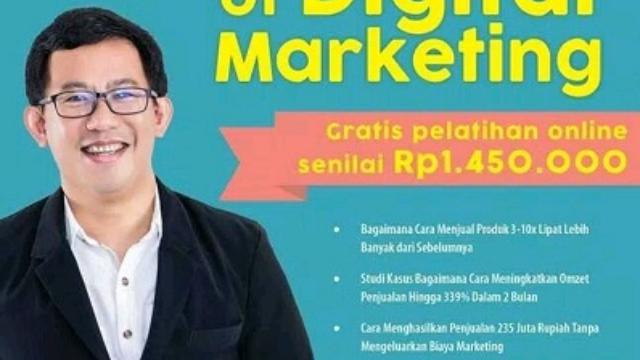 of Digital
Marketing
Gratis pelatihan online
senilai Rp1.450.000
Bagaimana Cara Menjual Produk 3-10x Lipat Lebih
Banyak dari Sebelumnya
Studi Kasus Bagaimana Cara Meningkatkan Omzet
Penjualan Hingga 339% Dalam 2 Bulan
Cara Menghasilkan Penjualan 235 Juta Rupiah Tanpa
Mengeluarkan Biaya Marketing